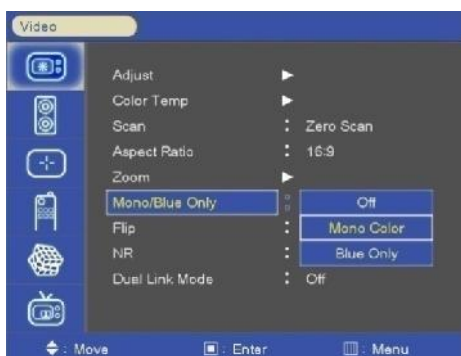 Video
Adjust ►
Color Temp ►
Scan : Zero Scan
Aspect Ratio : 16:9
Zoom ►
Mono/Blue Only : Off
Flip : Mono Color
NR : Blue Only
Dual Link Mode : Off
: Move : Enter : Menu